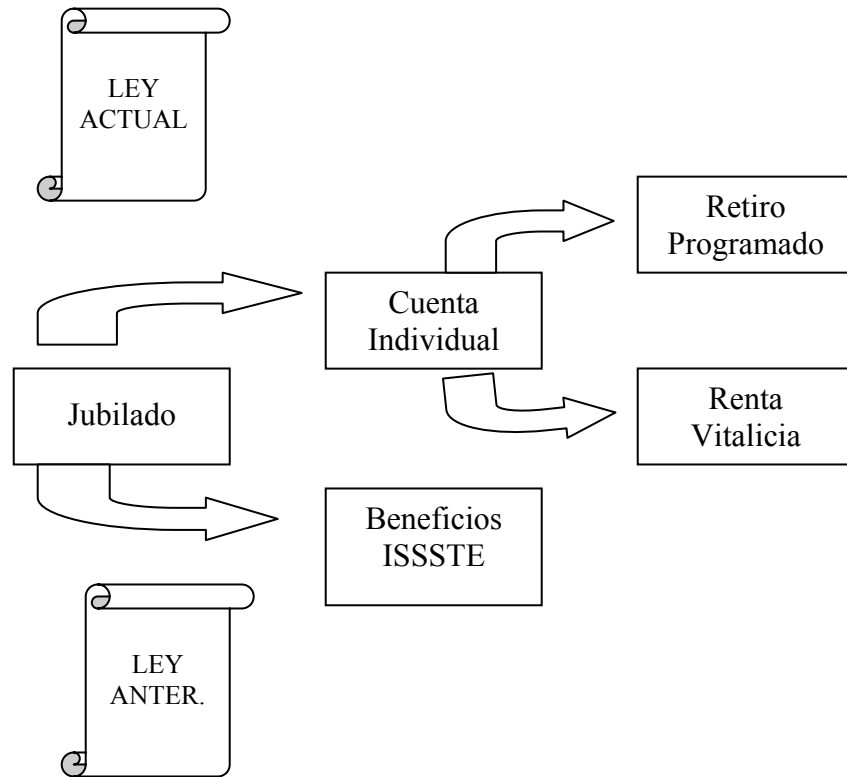 LEY
ACTUAL
Retiro
Programado
Cuenta
Individual
Jubilado
Renta
Vitalicia
Beneficios
ISSSTE
LEY
ANTER.